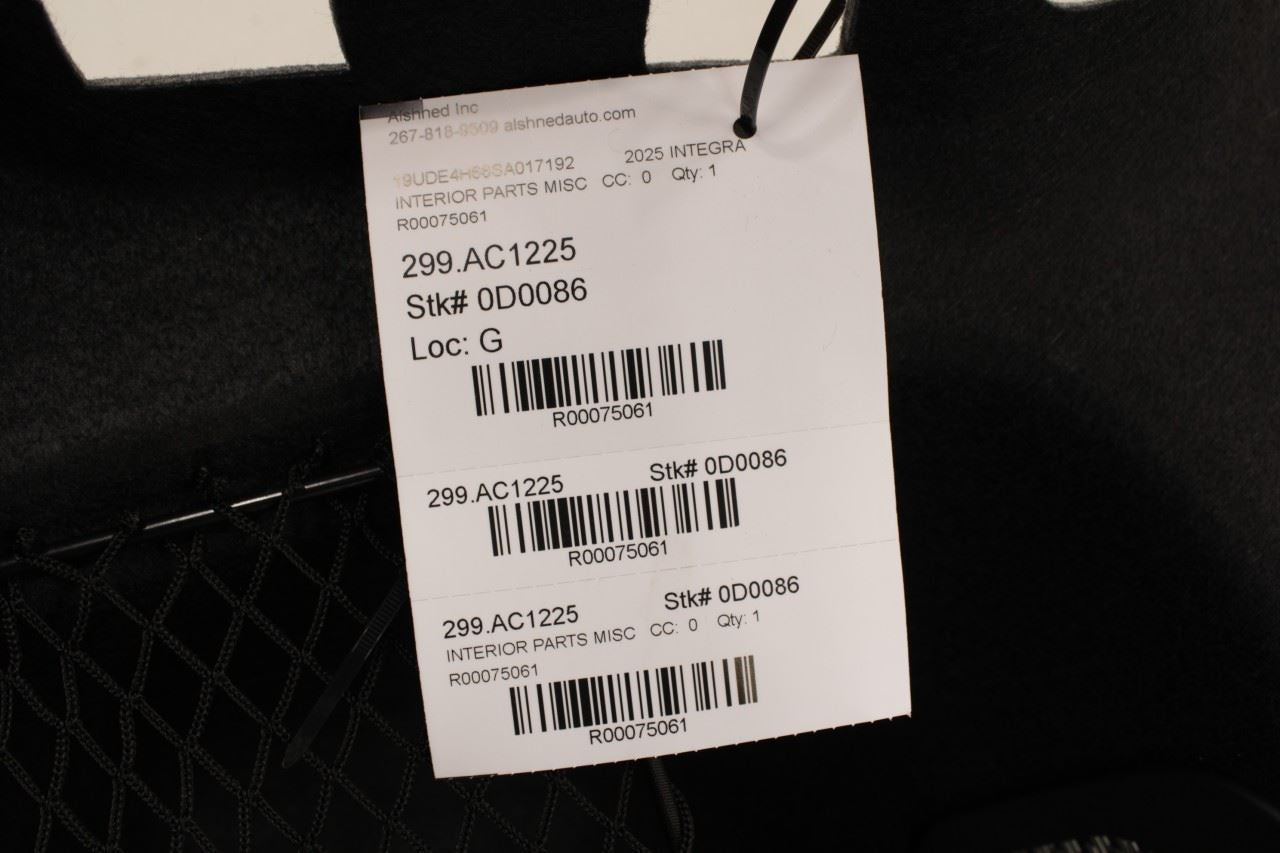 Alshned Inc
267-818-9509 alshnedauto.com
19UDE4H66SA017192 2025 INTEGRA
INTERIOR PARTS MISC CC: 0 Qty: 1
R00075061
299.AC1225
Stk# 0D0086
Loc: G
R00075061
299.AC1225 Stk# 0D0086
R00075061
299.AC1225 Stk# 0D0086
INTERIOR PARTS MISC CC: 0 Qty: 1
R00075061
R00075061